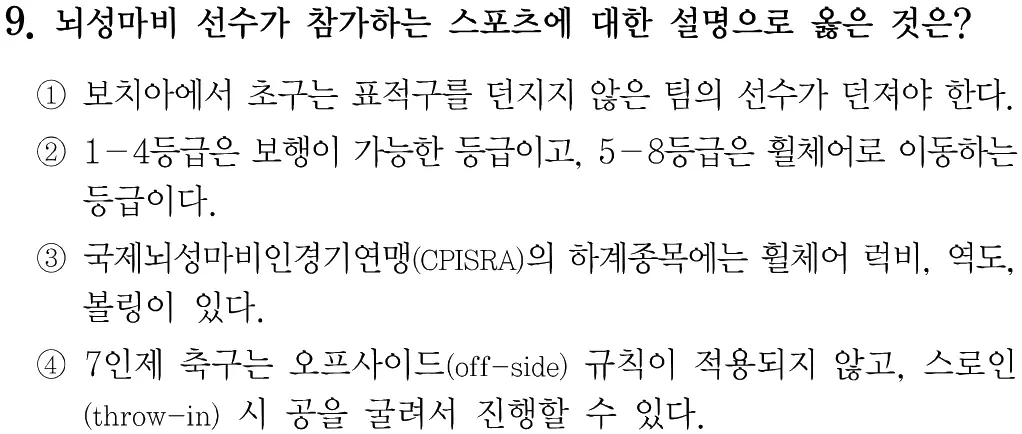 9. 뇌성마비 선수가 참가하는 스포츠에 대한 설명으로 옳은 것은?
① 보치아에서 초구는 표적구를 던지지 않은 팀의 선수가 던져야 한다.
② 1-4등급은 보행이 가능한 등급이고, 5-8등급은 휠체어로 이동하는
등급이다.
③ 국제뇌성마비인경기연맹(CPISRA)의 하계종목에는 휠체어 럭비, 역도,
볼링이 있다.
④ 7인제 축구는 오프사이드(off-side) 규칙이 적용되지 않고, 스로인
(throw-in) 시 공을 굴려서 진행할 수 있다.